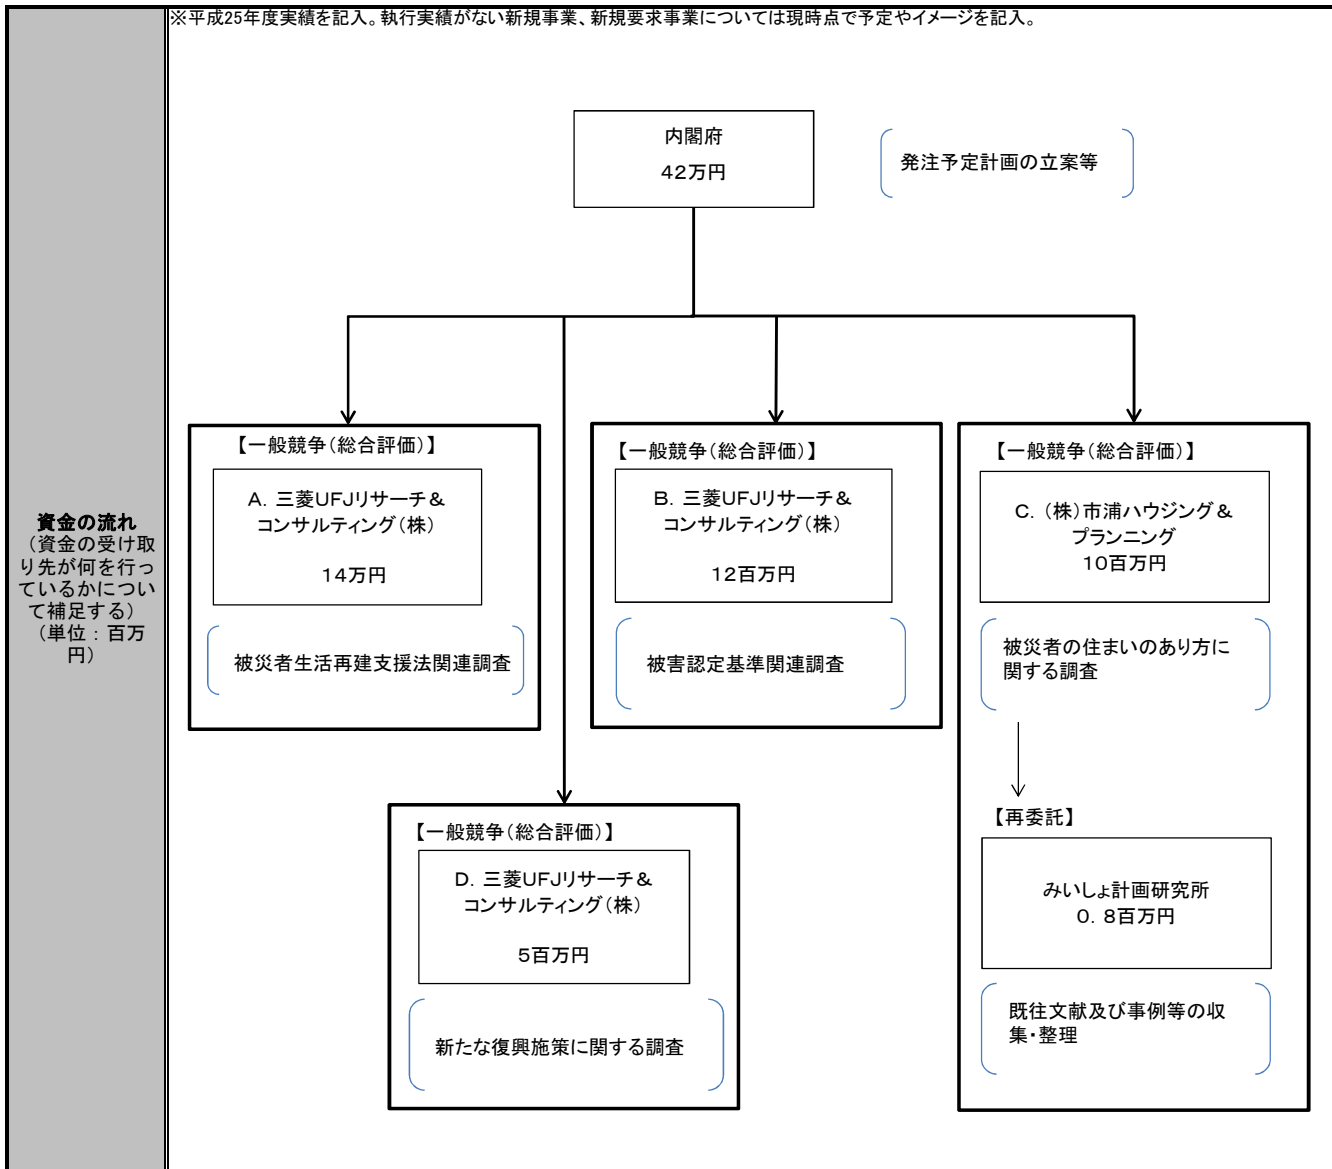 ※平成25年度実績を記入。執行実績がない新規事業、新規要求事業については現時点で予定やイメージを記入。
資金の流れ
（資金の受け取
り先が何を行っ
ているかについ
て補足する）
（単位：百万
円）
内閣府
42万円
発注予定計画の立案等
【一般競争（総合評価）】
A．三菱UFJリサーチ＆
コンサルティング（株）
14万円
被災者生活再建支援法関連調査
【一般競争（総合評価）】
B．三菱UFJリサーチ＆
コンサルティング（株）
12百万円
被害認定基準関連調査
【一般競争（総合評価）】
C．（株）市浦ハウジング＆
プランニング
10百万円
被災者の住まいのあり方に
関する調査
【再委託】
みいしょ計画研究所
0．8百万円
既往文献及び事例等の収
集・整理
【一般競争（総合評価）】
D．三菱UFJリサーチ＆
コンサルティング（株）
5百万円
新たな復興施策に関する調査